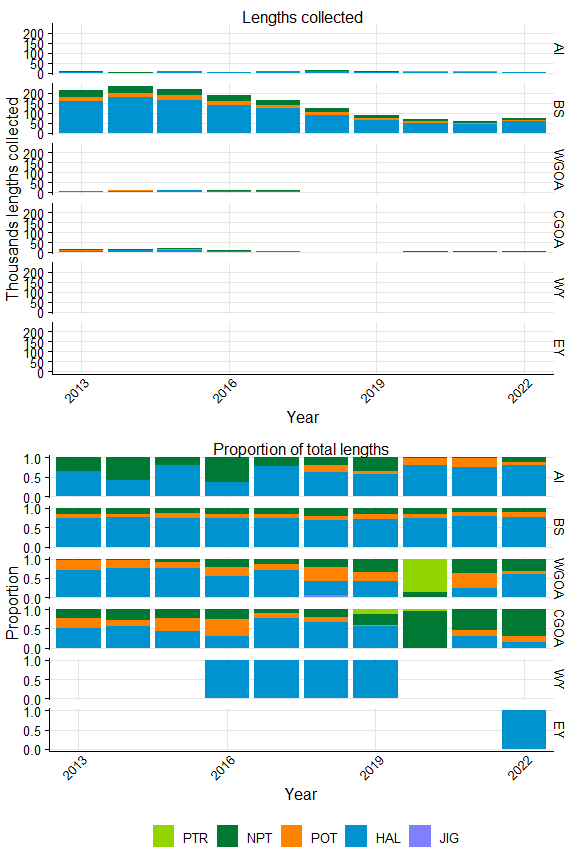 Lengths collected
Thousands lengths collected
200
150
100
50
0
AI
200
150
100
50
0
BS
200
150
100
50
0
WGOA
200
150
100
50
0
CGOA
200
150
100
50
0
WY
200
150
100
50
0
EY
2013 2016 2019 2022
Year
Proportion of total lengths
Proportion
1.0
0.5
0.0
AI
1.0
0.5
0.0
BS
1.0
0.5
0.0
WGOA
1.0
0.5
0.0
CGOA
1.0
0.5
0.0
WY
1.0
0.5
0.0
EY
2013 2016 2019 2022
Year
PTR NPT POT HAL JIG